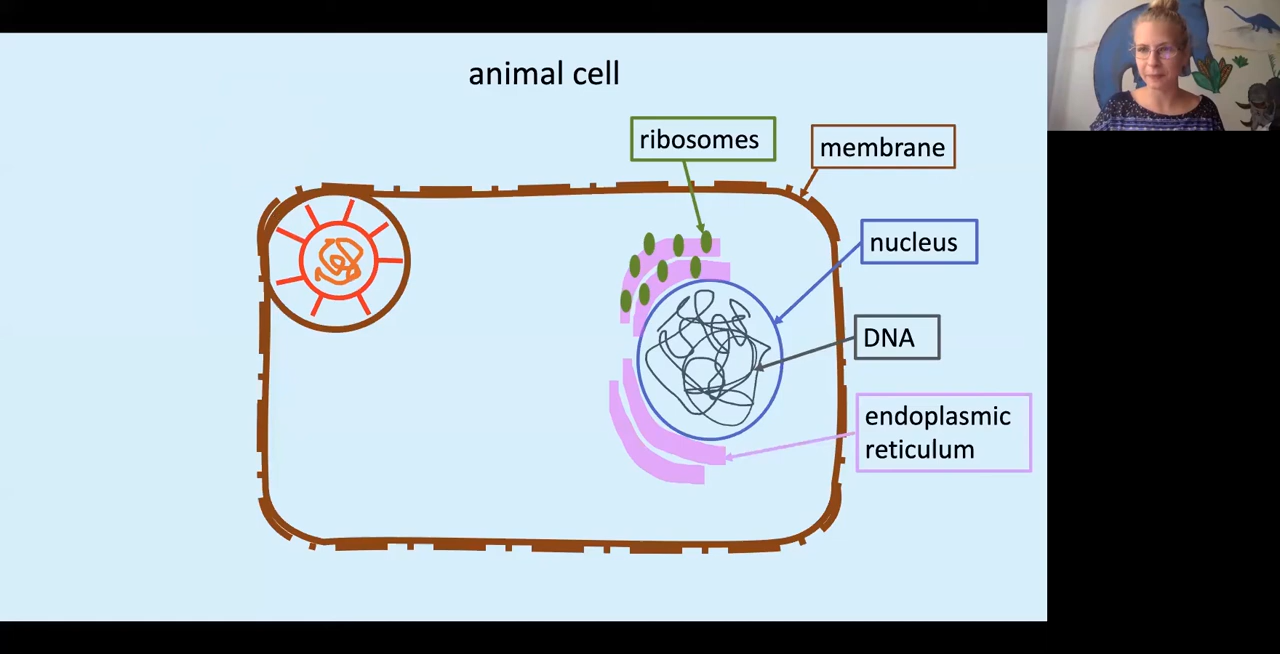 animal cell
ribosomes
membrane
nucleus
DNA
endoplasmic
reticulum